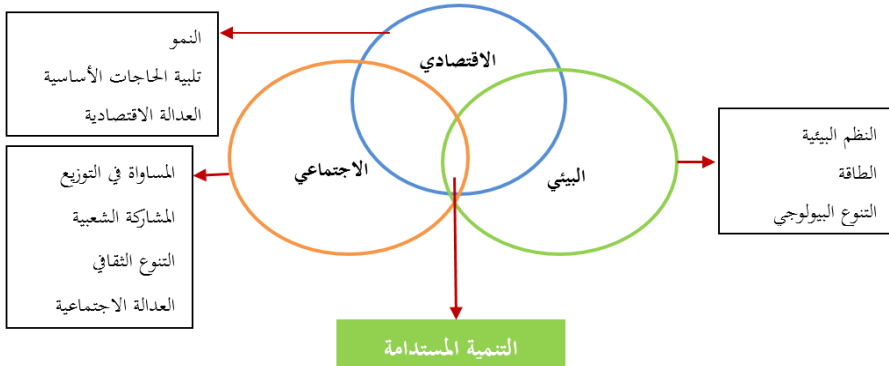 الاقتصادي
الاجتماعي
البيئي
النمو
تلبية الحاجات الأساسية
العدالة الاقتصادية
المساواة في التوزيع
المشاركة الشعبية
التنوع الثقافي
العدالة الاجتماعية
النظم البيئية
الطاقة
التنوع البيولوجي
التنمية المستدامة